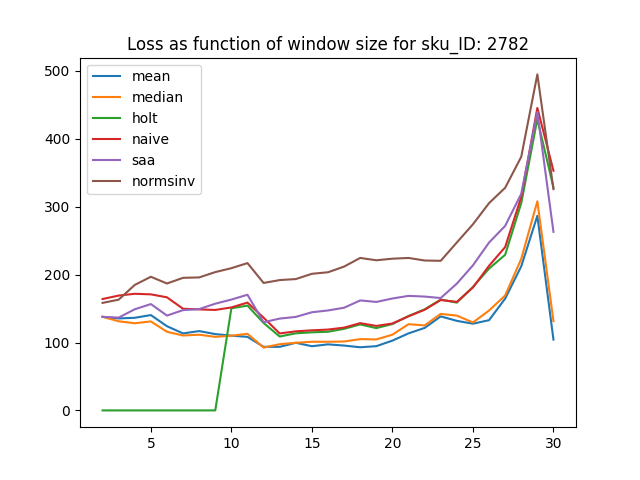 Loss as function of window size for sku_ID: 2782
mean
median
holt
naive
saa
normsinv
500
400
300
200
100
0
5 10 15 20 25 30